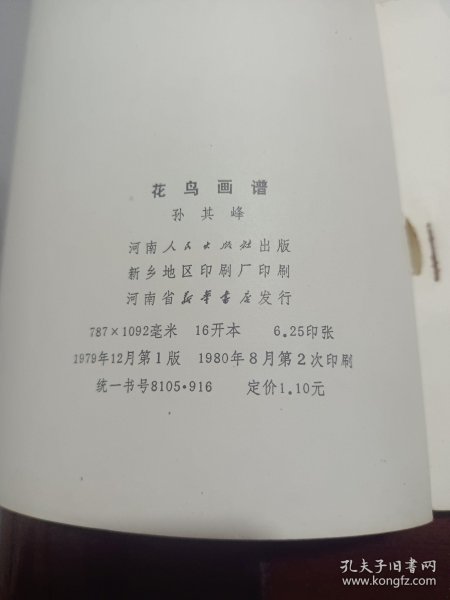 花鸟画谱
孙其峰
河南人民出版社出版
新乡地区印刷厂印刷
河南省新华书店发行
787×1092毫米 16开本 6.25印张
1979年12月第1版 1980年8月第2次印刷
统一书号8105·916 定价1.10元
孔夫子旧书网
www.kongfz.com